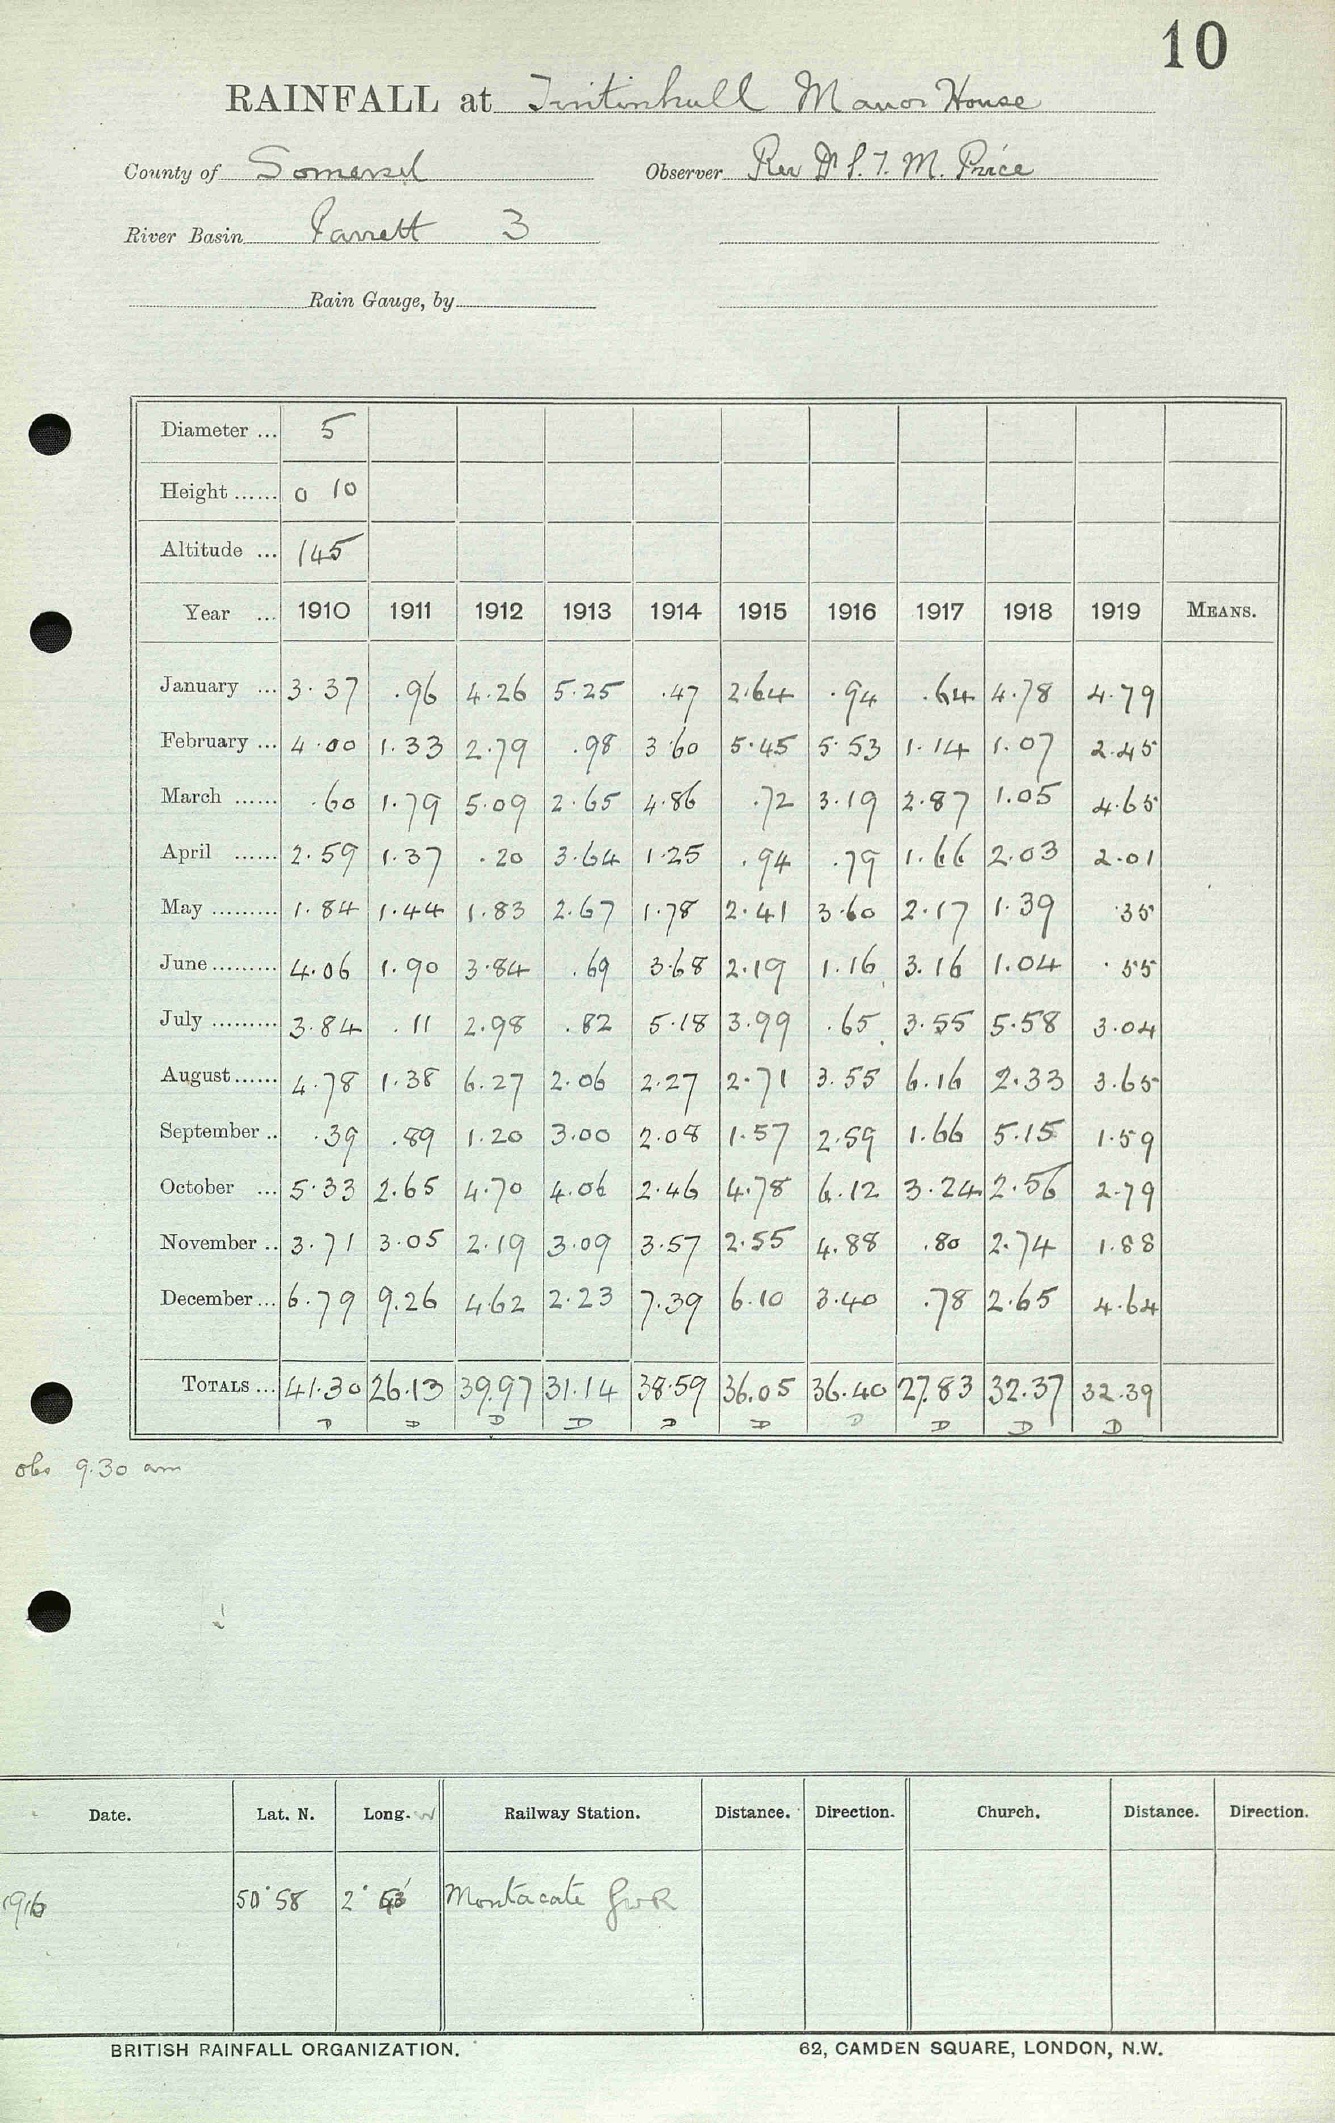 10
RAINFALL at Tintinhull Manor House
County of Somerset Observer Rev Dr S. T. M. Price
River Basin Parrett 3
Rain Gauge, by
Diameter ... 5
Height ...... 0 10
Altitude ... 145
Year ... 1910 1911 1912 1913 1914 1915 1916 1917 1918 1919 MEANS.
January ... 3.37 .96 4.26 5.25 .47 2.64 .94 .64 4.78 4.79
February ... 4.00 1.33 2.79 .98 3.60 5.45 5.53 1.14 1.07 2.45
March ...... .60 1.79 5.09 2.65 4.86 .72 3.19 2.87 1.05 4.65
April ...... 2.59 1.37 .20 3.64 1.25 .94 .79 1.66 2.03 2.01
May ......... 1.84 1.44 1.83 2.67 1.78 2.41 3.60 2.17 1.39 .35
June ......... 4.06 1.90 3.84 .69 3.68 2.19 1.16 3.16 1.04 .55
July ......... 3.84 .11 2.98 .82 5.18 3.99 .65 3.55 5.58 3.04
August ...... 4.78 1.38 6.27 2.06 2.27 2.71 3.55 6.16 2.33 3.65
September .. .39 .89 1.20 3.00 2.08 1.57 2.59 1.66 5.15 1.59
October ... 5.33 2.65 4.70 4.06 2.46 4.78 6.12 3.24 2.56 2.79
November .. 3.71 3.05 2.19 3.09 3.57 2.55 4.88 .80 2.74 1.88
December ... 6.79 9.26 4.62 2.23 7.39 6.10 3.40 .78 2.65 4.64
TOTALS ... 41.30 26.13 39.97 31.14 38.59 36.05 36.40 27.83 32.37 32.39
D D D D D D D D D D
obs 9.30 am
Date. Lat. N. Long. W Railway Station. Distance. Direction. Church. Distance. Direction.
1916 50° 58 2° Montacute GWR
BRITISH RAINFALL ORGANIZATION. 62, CAMDEN SQUARE, LONDON, N.W.